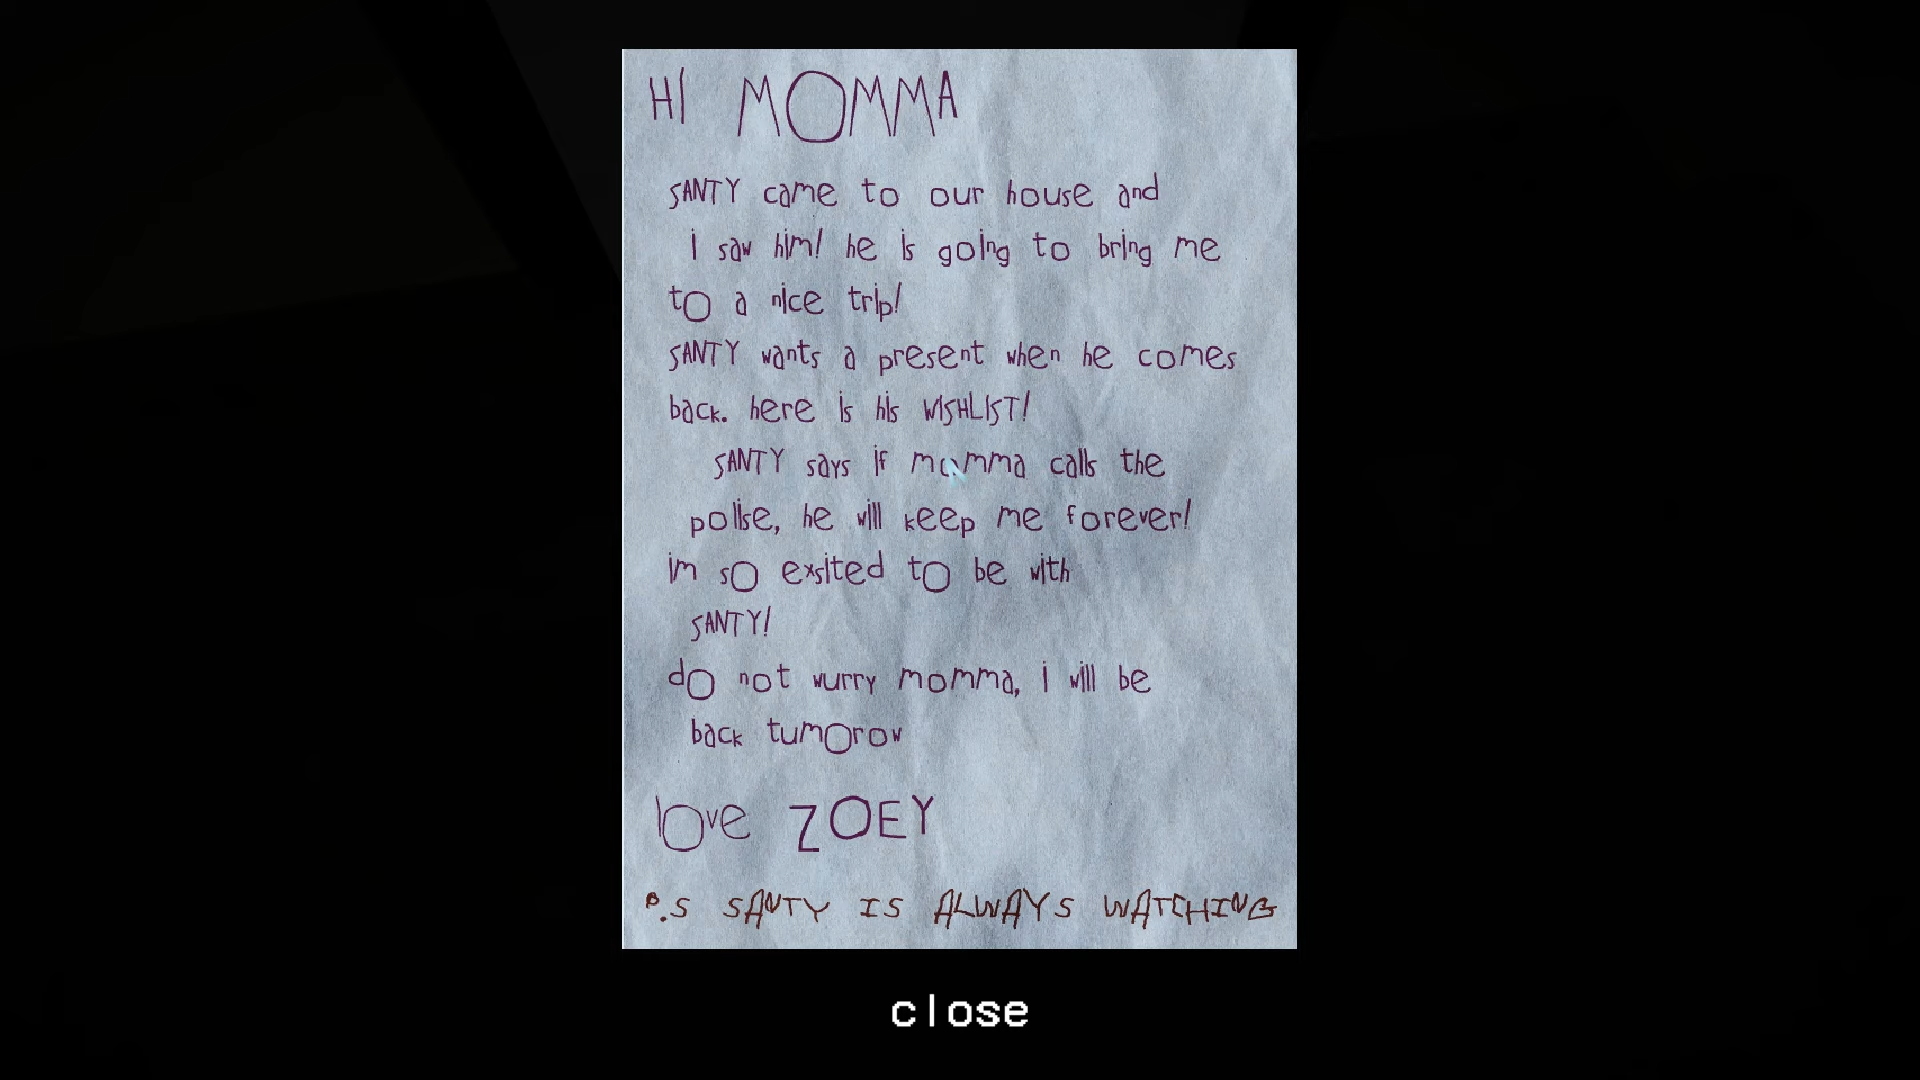 HI MOMMA
SANTY came to our house and
i saw him! he is going to bring me
to a nice trip!
SANTY wants a present when he comes
back. here is his WISHLIST!
SANTY says if momma calls the
polise, he will keep me forever!
im so exsited to be with
SANTY!
do not wurry momma, i will be
back tumorow
love ZOEY
P.S SANTY IS ALWAYS WATCHING
close